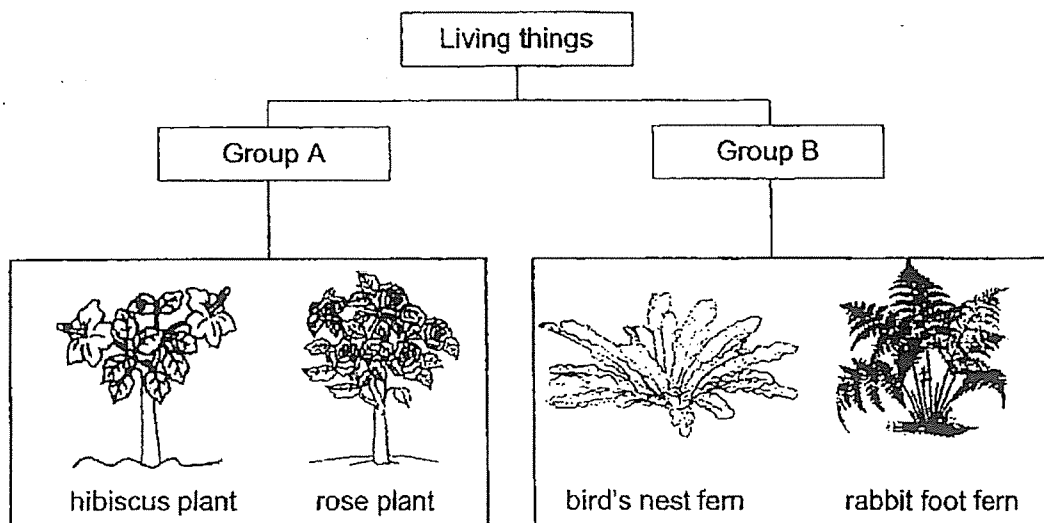 Living things
Group A
Group B
hibiscus plant
rose plant
bird's nest fern
rabbit foot fern